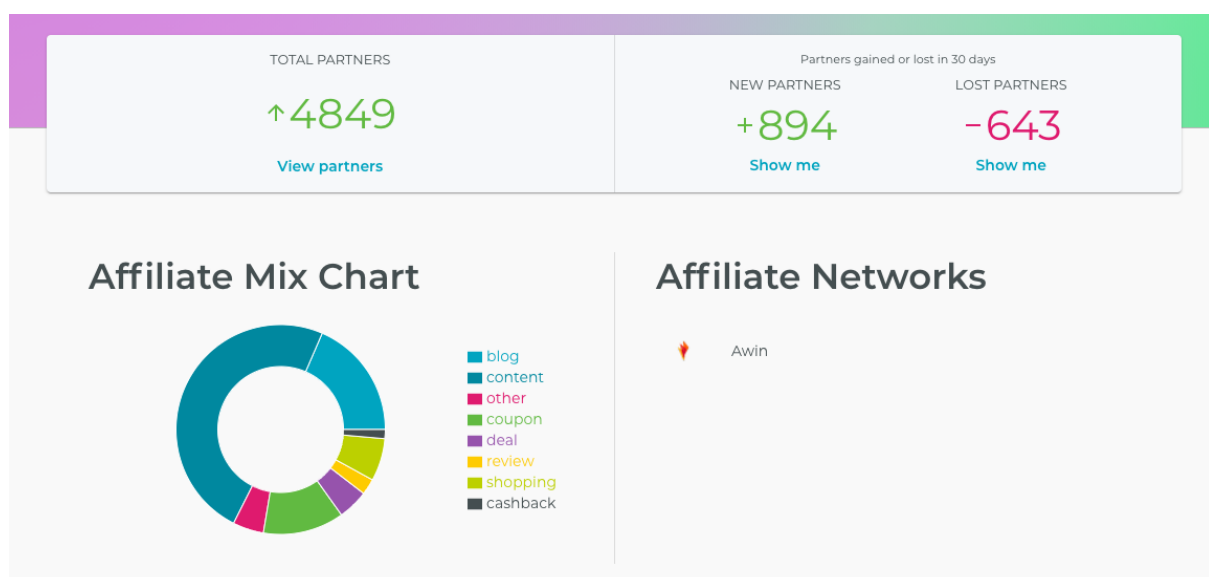 TOTAL PARTNERS
↑4849
View partners
Partners gained or lost in 30 days
NEW PARTNERS
+894
Show me
LOST PARTNERS
−643
Show me
Affiliate Mix Chart
blog
content
other
coupon
deal
review
shopping
cashback
Affiliate Networks
Awin